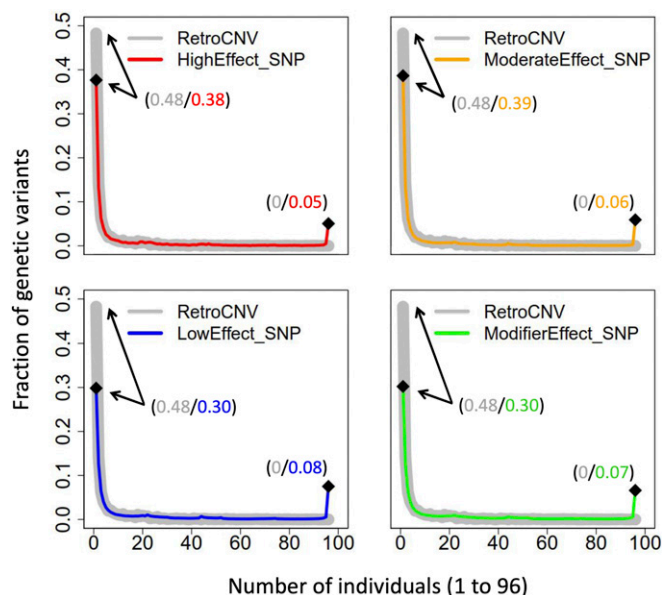 RetroCNV
HighEffect_SNP
(0.48/0.38)
(0/0.05)
RetroCNV
ModerateEffect_SNP
(0.48/0.39)
(0/0.06)
0.5
0.4
0.3
0.2
0.1
0.0
RetroCNV
LowEffect_SNP
(0.48/0.30)
(0/0.08)
RetroCNV
ModifierEffect_SNP
(0.48/0.30)
(0/0.07)
0.5
0.4
0.3
0.2
0.1
0.0
Fraction of genetic variants
0 20 40 60 80 100
0 20 40 60 80 100
Number of individuals (1 to 96)